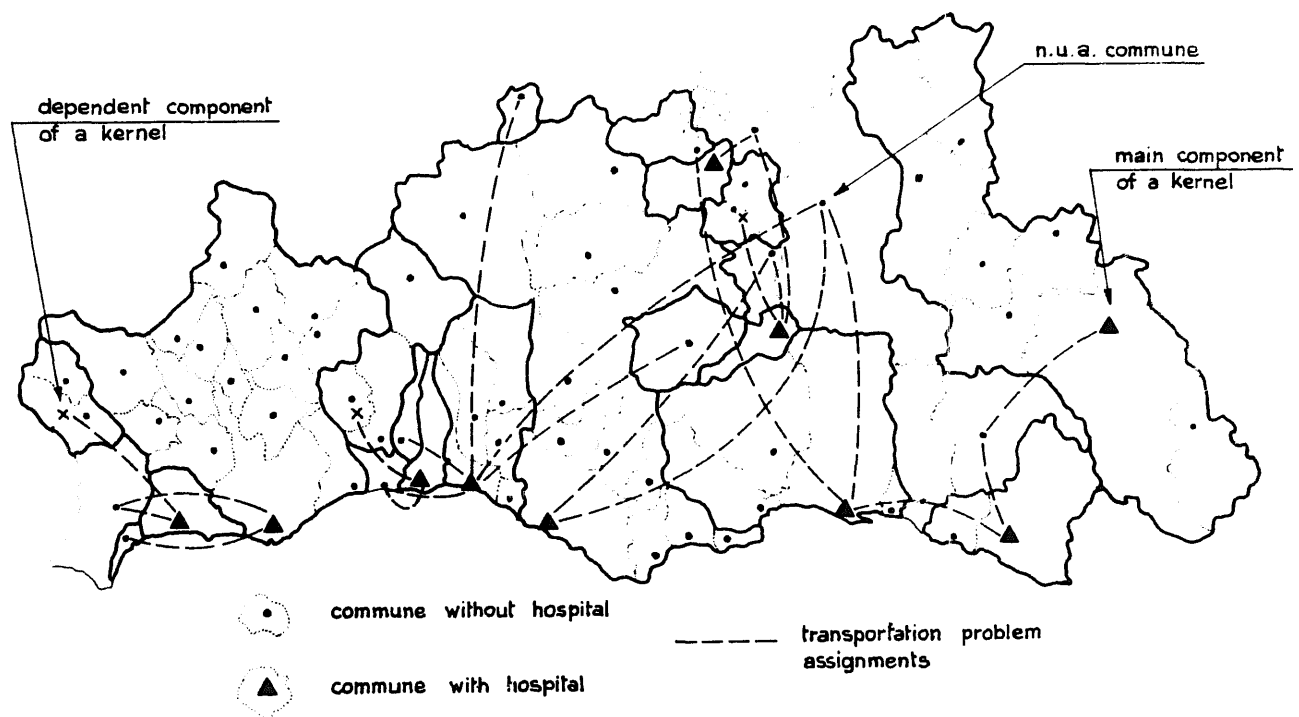 n.u.a. commune
dependent component
of a kernel
main component
of a kernel
commune without hospital
transportation problem
assignments
commune with hospital